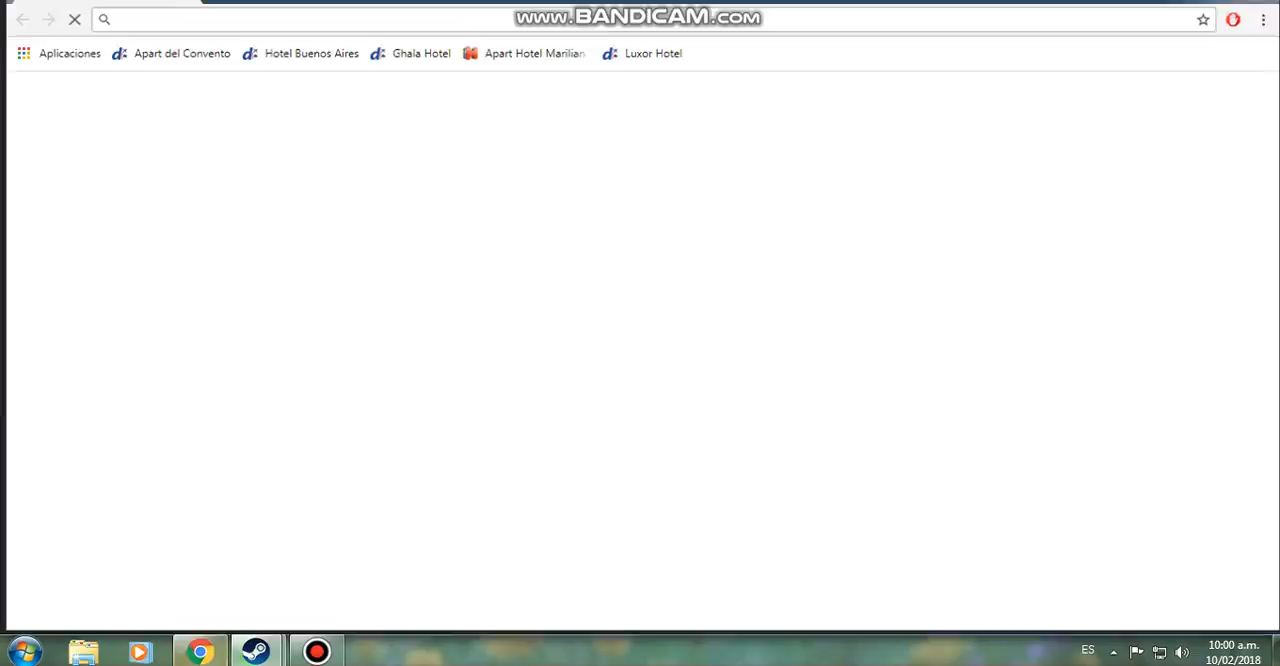 www.BANDICAM.com
Aplicaciones Apart del Convento Hotel Buenos Aires Ghala Hotel Apart Hotel Marilian Luxor Hotel
ES
10:00 a.m.
10/02/2018